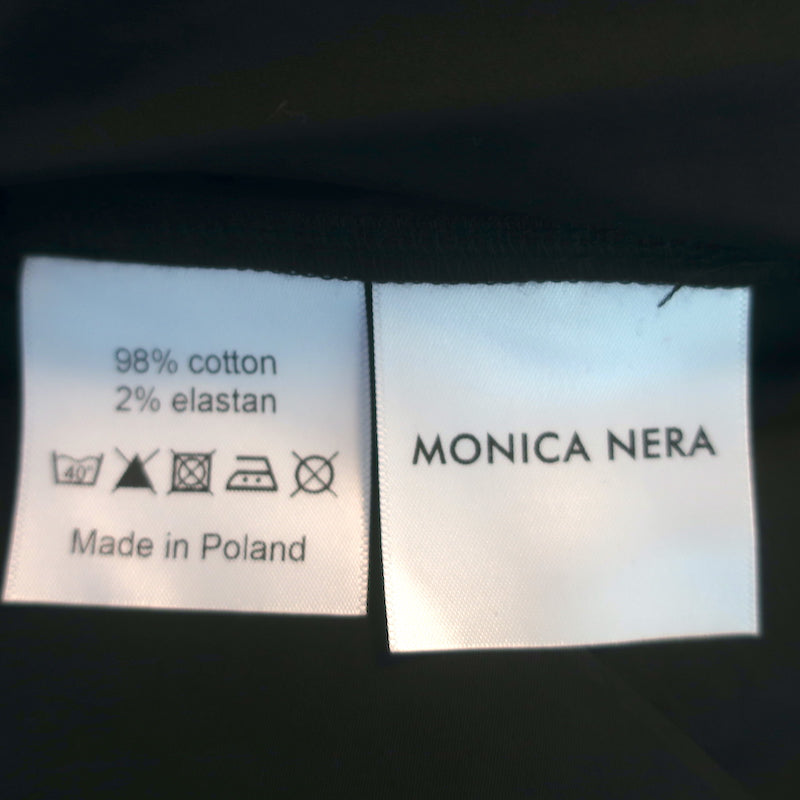 98% cotton
2% elastan
40°
Made in Poland
MONICA NERA